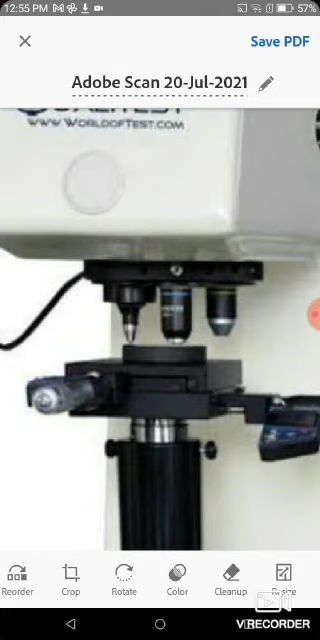 12:55 PM
57%
Save PDF
Adobe Scan 20-Jul-2021
WWW.WORLDOFTEST.COM
Reorder
Crop
Rotate
Color
Cleanup
Resize
VRECORDER